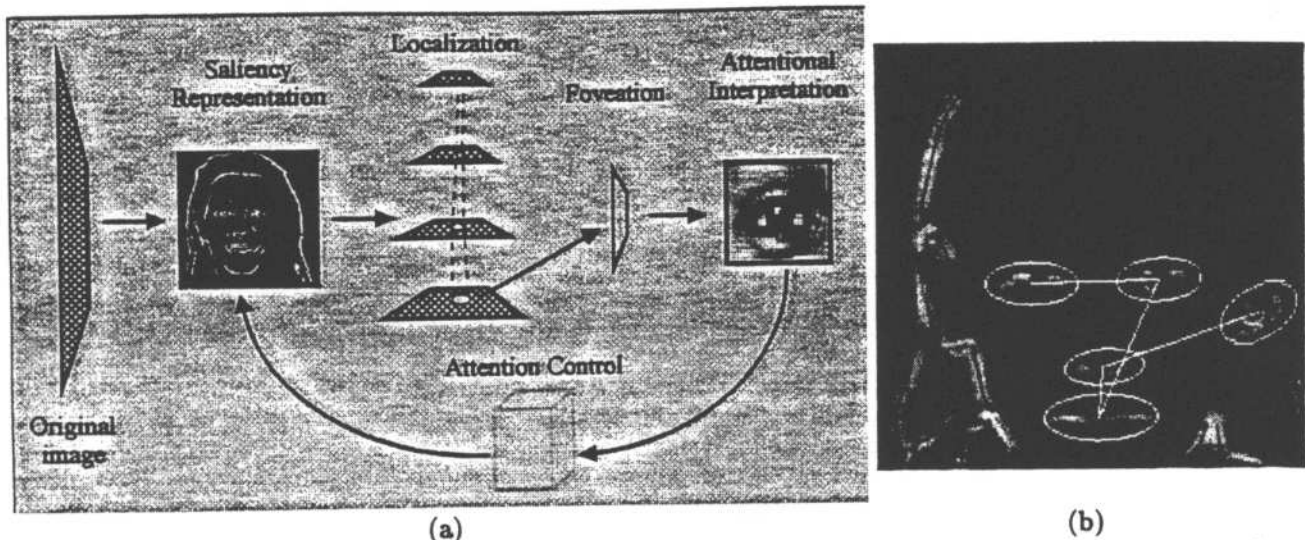 Localization
Saliency
Representation
Foveation
Attentional
Interpretation
Attention Control
Original
image
(a)
(b)